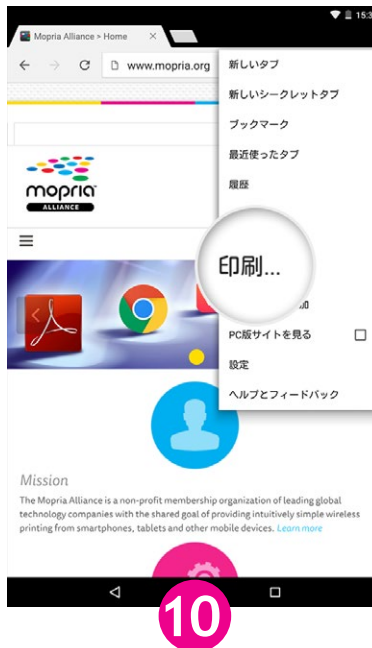 15:3
Mopria Alliance > Home
www.mopria.org
新しいタブ
新しいシークレットタブ
ブックマーク
最近使ったタブ
履歴
mopria
ALLIANCE
印刷...
加
PC版サイトを見る
設定
ヘルプとフィードバック
Mission
The Mopria Alliance is a non-profit membership organization of leading global
technology companies with the shared goal of providing intuitively simple wireless
printing from smartphones, tablets and other mobile devices. Learn more
10